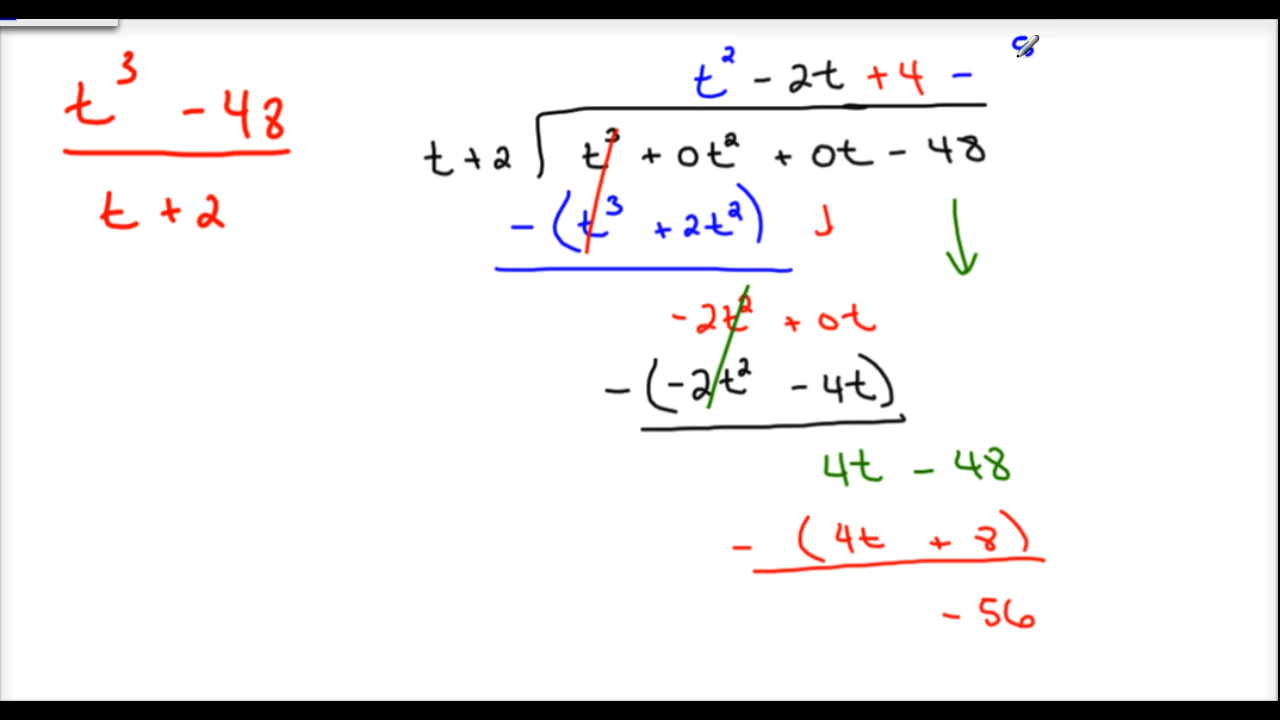 t³ - 48
t + 2
t² - 2t + 4 -
t + 2 t³ + 0t² + 0t - 48
- (t³ + 2t²)
- 2t² + 0t
- (- 2t² - 4t)
4t - 48
- (4t + 8)
- 56